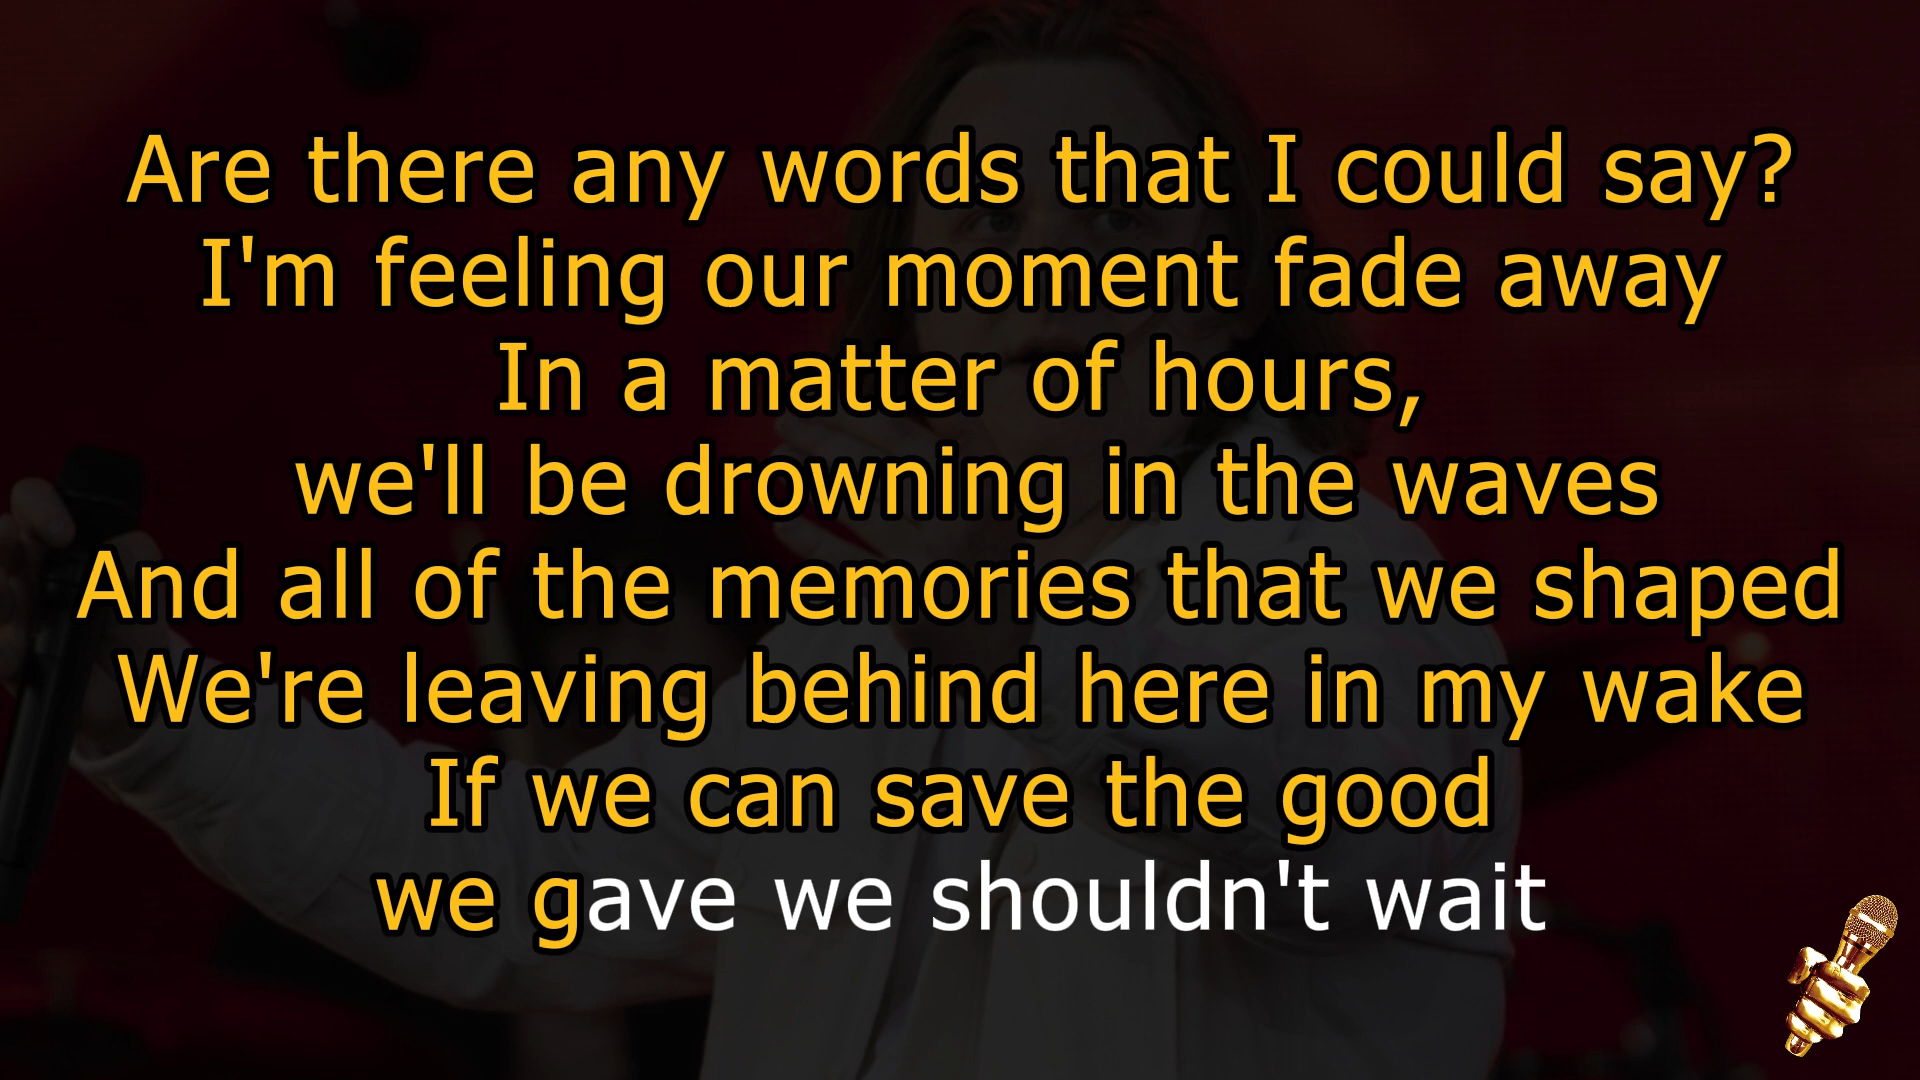 Are there any words that I could say?
I'm feeling our moment fade away
In a matter of hours,
we'll be drowning in the waves
And all of the memories that we shaped
We're leaving behind here in my wake
If we can save the good
we gave we shouldn't wait